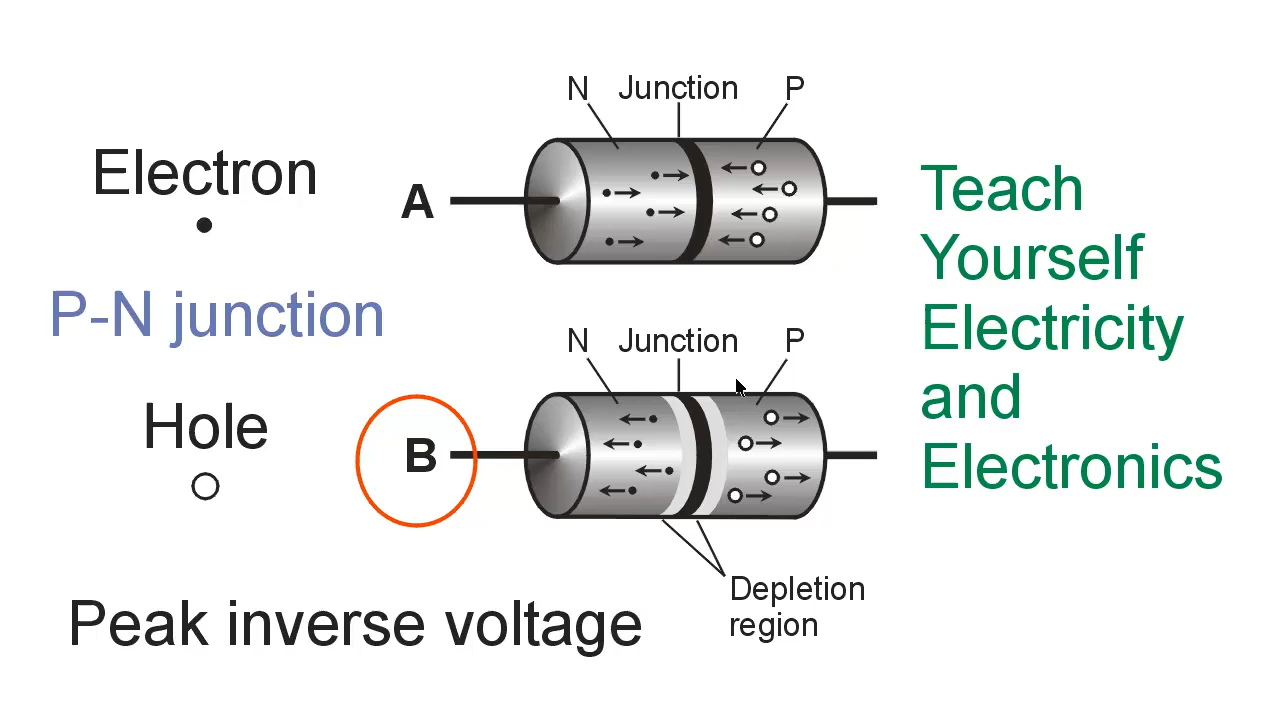 N Junction P
Electron
A
P-N junction
N Junction P
Hole
B
Depletion
region
Peak inverse voltage
Teach
Yourself
Electricity
and
Electronics